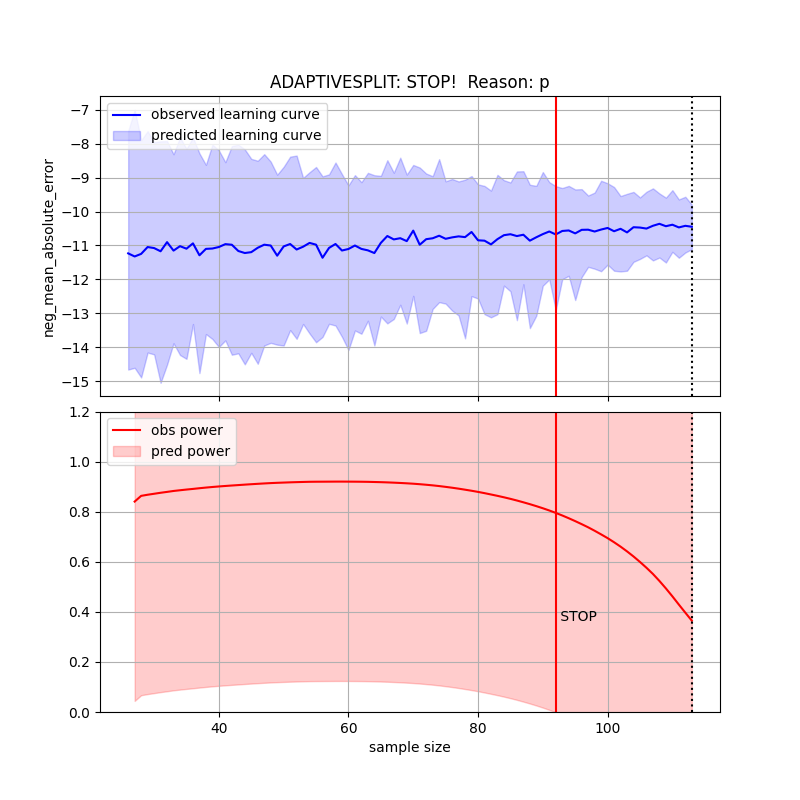 ADAPTIVESPLIT: STOP!  Reason: p
observed learning curve
predicted learning curve
neg_mean_absolute_error
−7
−8
−9
−10
−11
−12
−13
−14
−15
obs power
pred power
1.2
1.0
0.8
0.6
0.4
0.2
0.0
STOP
40 60 80 100
sample size